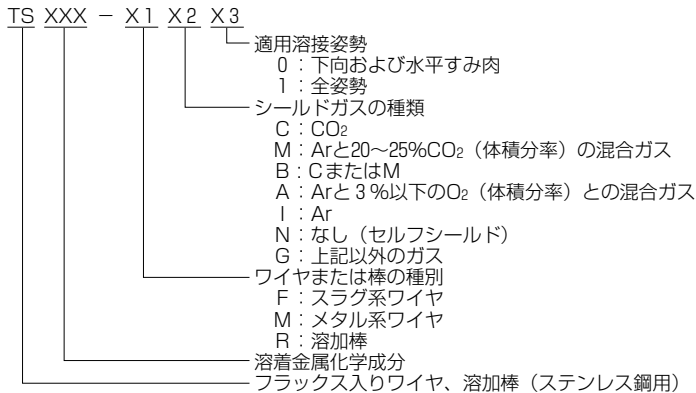 TS XXX － X1 X2 X3
適用溶接姿勢
0：下向および水平すみ肉
1：全姿勢
シールドガスの種類
C：CO₂
M：Arと20～25%CO₂（体積分率）の混合ガス
B：CまたはM
A：Arと３%以下のO₂（体積分率）との混合ガス
I：Ar
N：なし（セルフシールド）
G：上記以外のガス
ワイヤまたは棒の種別
F：スラグ系ワイヤ
M：メタル系ワイヤ
R：溶加棒
溶着金属化学成分
フラックス入りワイヤ、溶加棒（ステンレス鋼用）